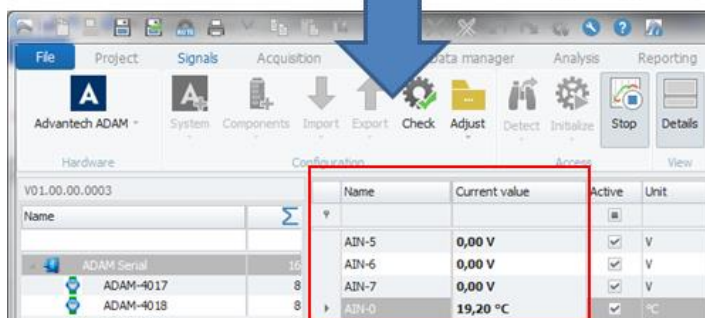 File Project Signals Acquisition ata manager Analysis Reporting
A
Advantech ADAM System Components Import Export Check Adjust Detect Initialize Stop Details
Hardware Configuration Access View
V01.00.00.0003
Name Σ Name Current value Active Unit
AIN-5 0,00 V V
ADAM Serial 16 AIN-6 0,00 V V
ADAM-4017 8 AIN-7 0,00 V V
ADAM-4018 8 AIN-0 19,20 °C °C